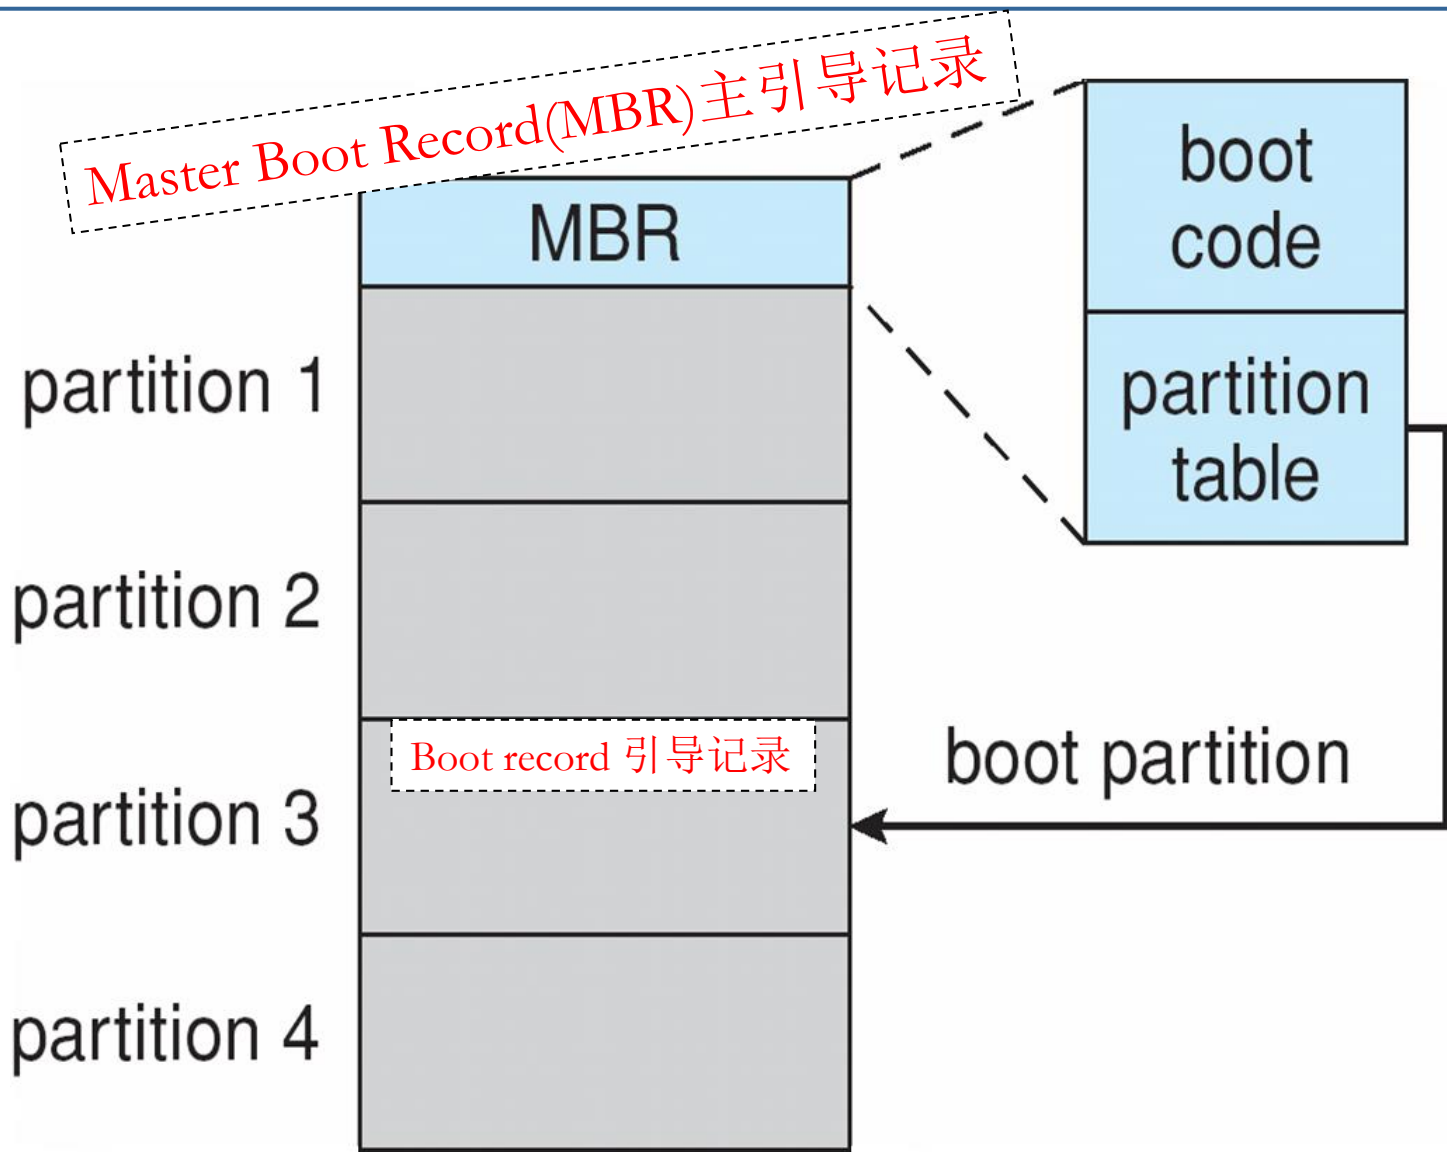 Master Boot Record(MBR)主引导记录
MBR
boot
code
partition
table
partition 1
partition 2
Boot record 引导记录
boot partition
partition 3
partition 4